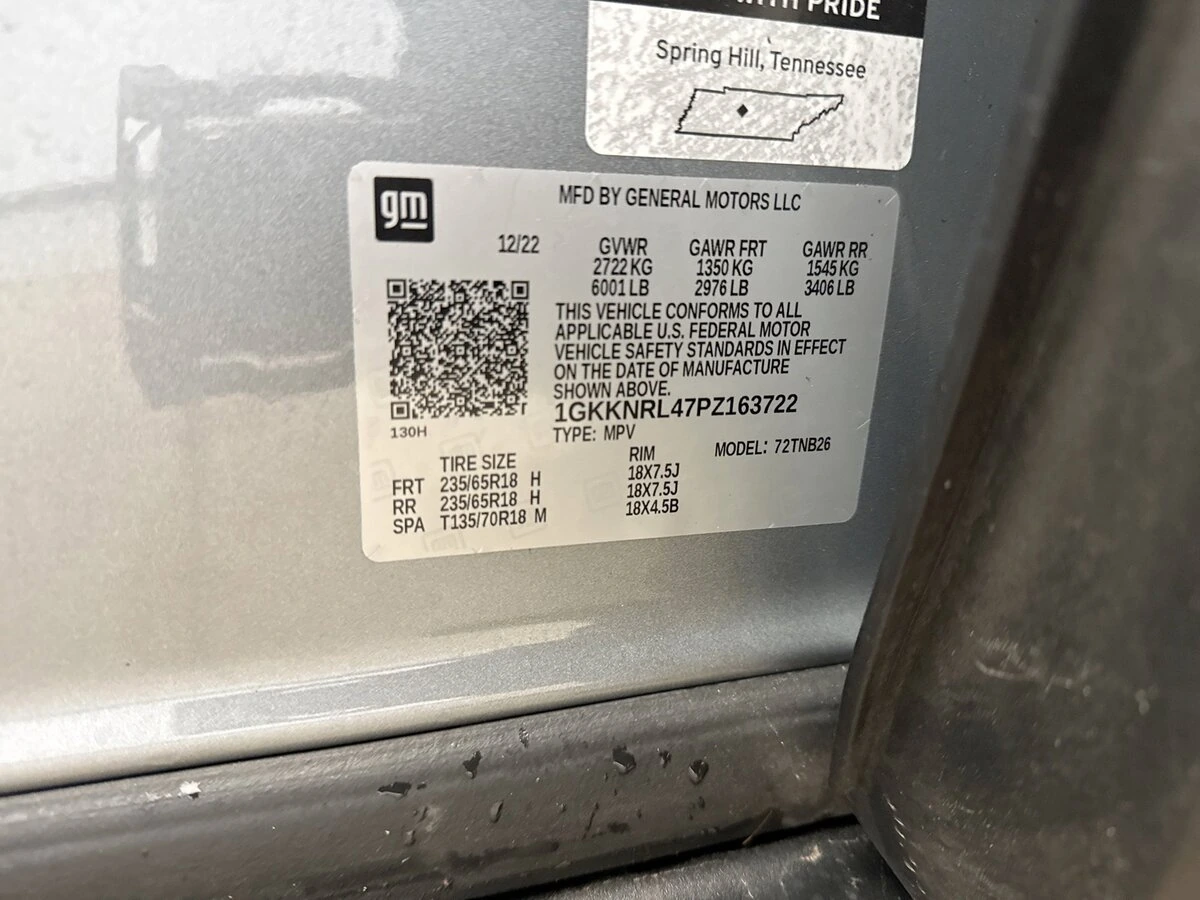 WITH PRIDE
Spring Hill, Tennessee
gm
MFD BY GENERAL MOTORS LLC
12/22 GVWR GAWR FRT GAWR RR
2722 KG 1350 KG 1545 KG
6001 LB 2976 LB 3406 LB
THIS VEHICLE CONFORMS TO ALL
APPLICABLE U.S. FEDERAL MOTOR
VEHICLE SAFETY STANDARDS IN EFFECT
ON THE DATE OF MANUFACTURE
SHOWN ABOVE.
1GKKNRL47PZ163722
130H
TYPE: MPV MODEL: 72TNB26
TIRE SIZE RIM
FRT 235/65R18 H 18X7.5J
RR 235/65R18 H 18X7.5J
SPA T135/70R18 M 18X4.5B